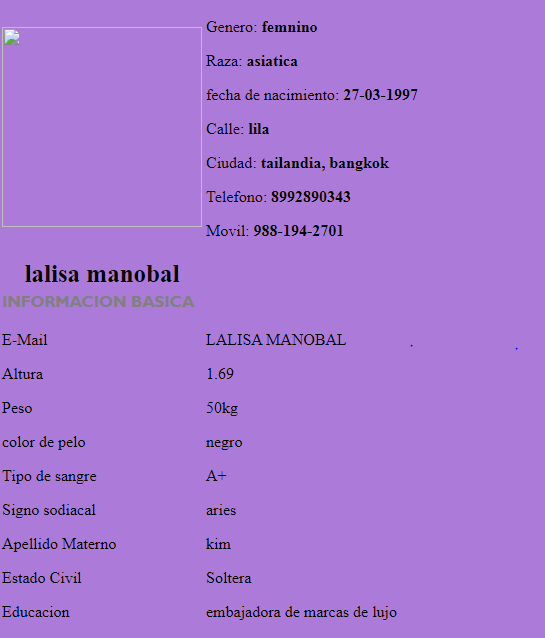 Genero: femnino
Raza: asiatica
fecha de nacimiento: 27-03-1997
Calle: lila
Ciudad: tailandia, bangkok
Telefono: 8992890343
Movil: 988-194-2701
lalisa manobal
INFORMACION BASICA
E-Mail LALISA MANOBAL . .
Altura 1.69
Peso 50kg
color de pelo negro
Tipo de sangre A+
Signo sodiacal aries
Apellido Materno kim
Estado Civil Soltera
Educacion embajadora de marcas de lujo